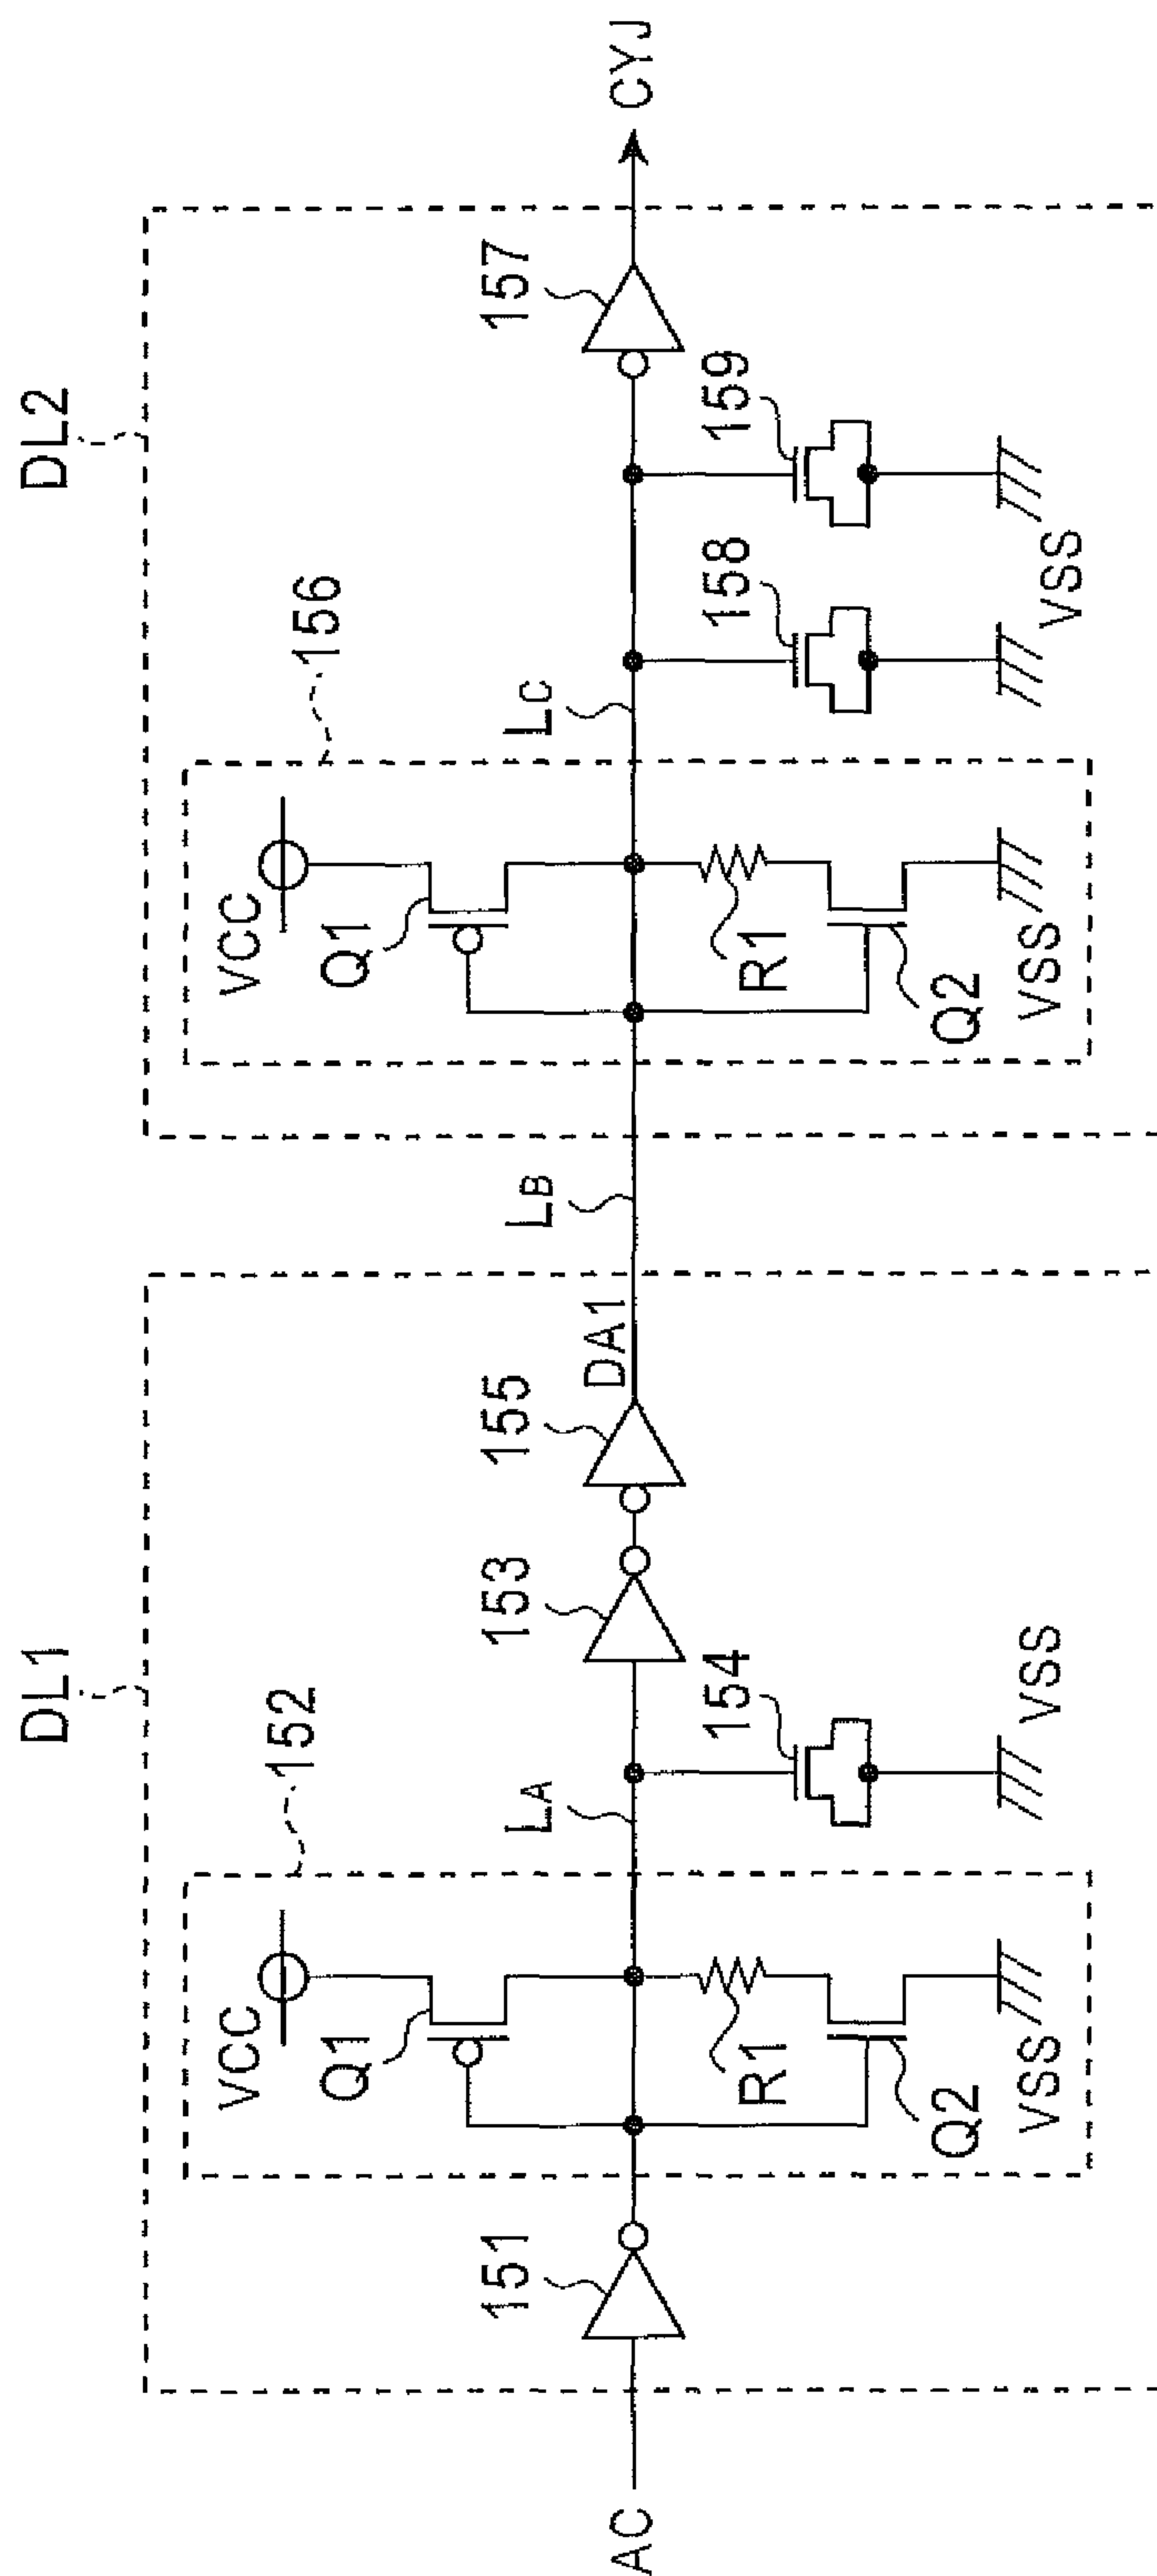 DL1
DL2
152
156
VCC
VCC
Q1
Q1
151
LA
153
155
DA1
LB
LC
157
AC
CYJ
R1
154
R1
158
159
Q2
Q2
VSS
VSS
VSS
VSS